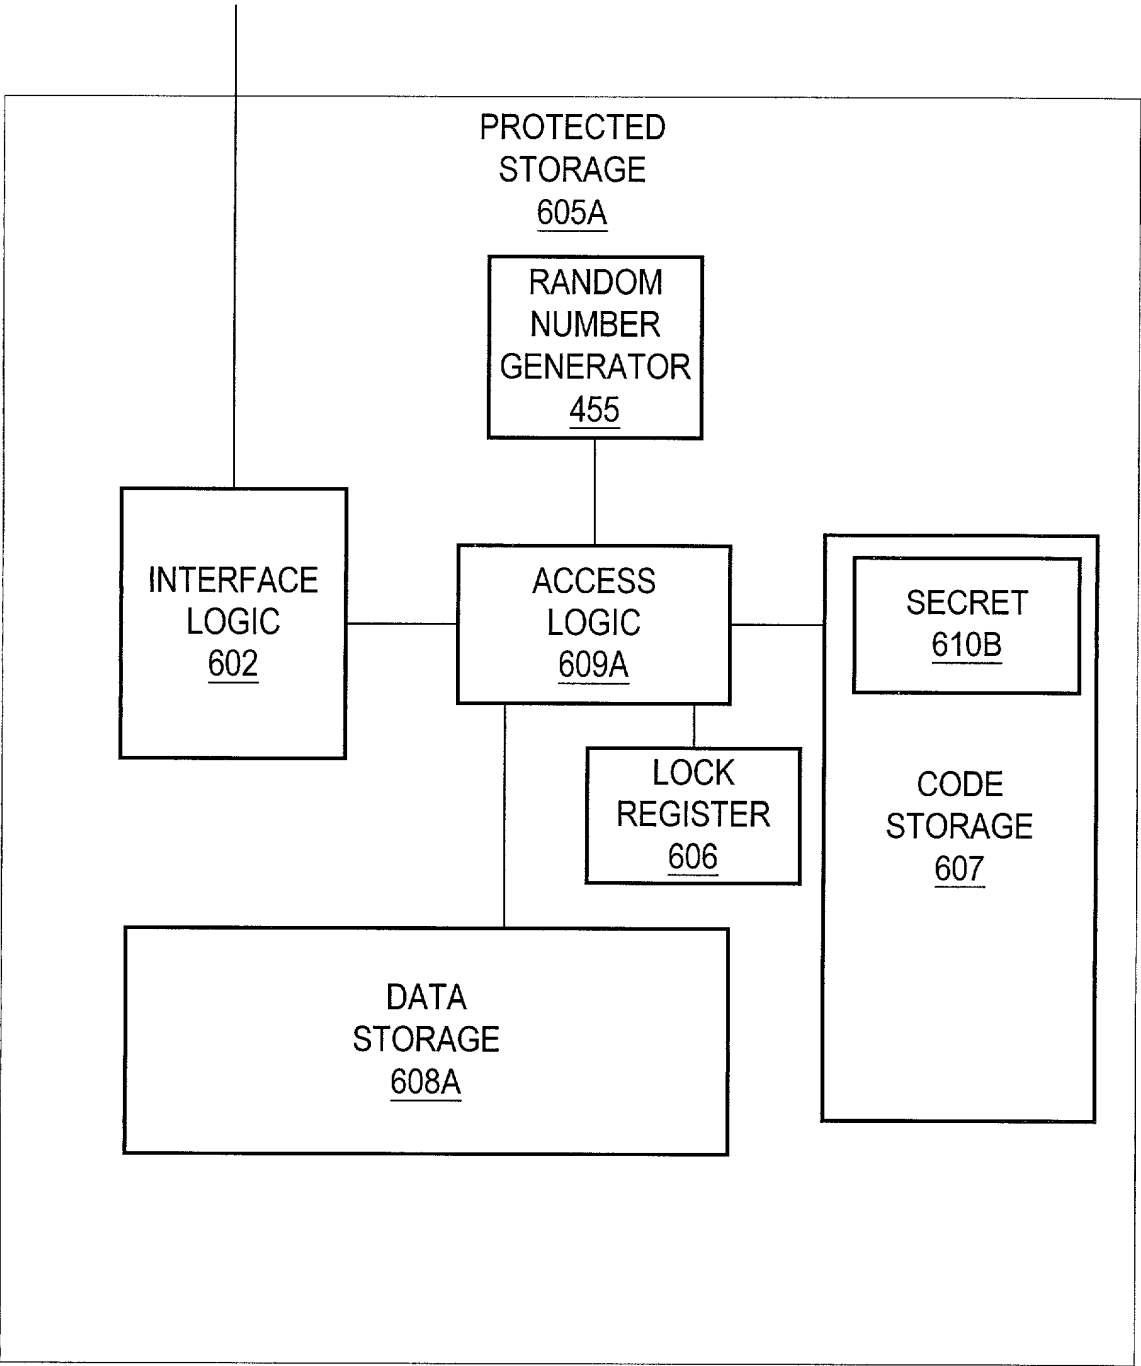 PROTECTED
STORAGE
605A
RANDOM
NUMBER
GENERATOR
455
INTERFACE
LOGIC
602
ACCESS
LOGIC
609A
SECRET
610B
LOCK
REGISTER
606
CODE
STORAGE
607
DATA
STORAGE
608A